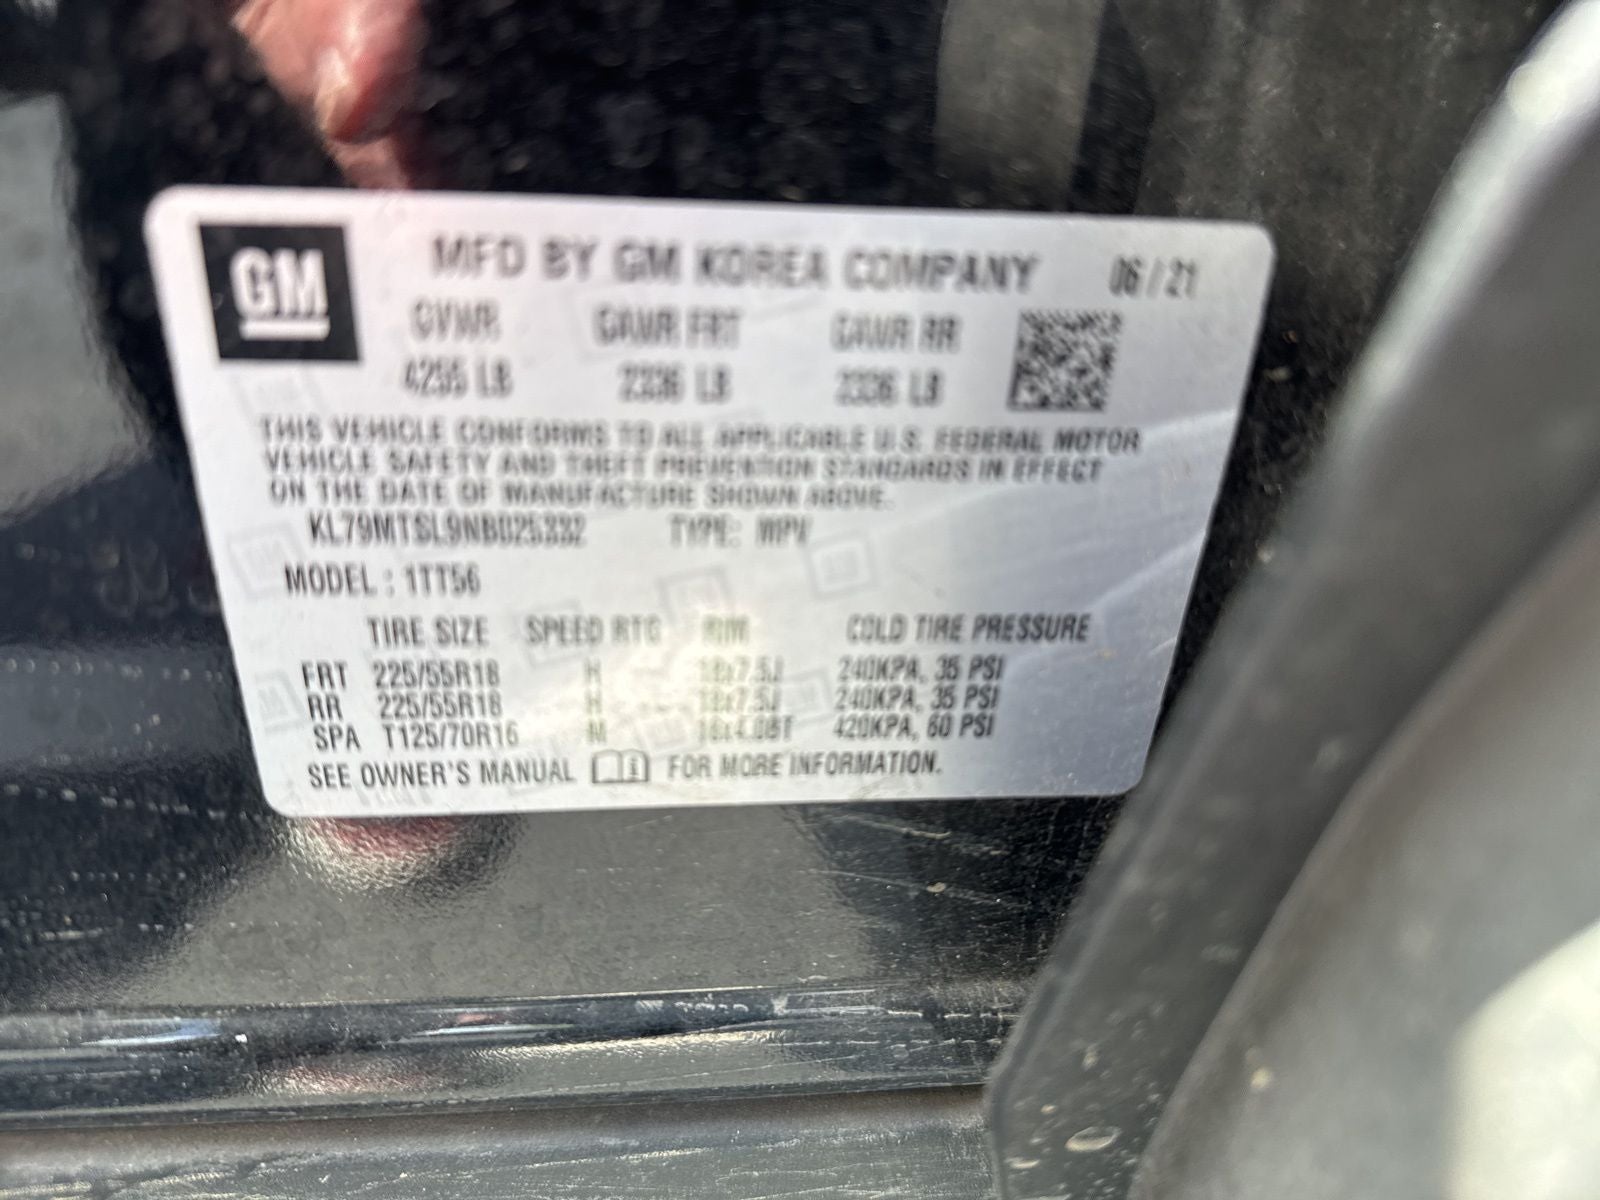 GM MFD BY GM KOREA COMPANY 06 / 21
GVWR GAWR FRT GAWR RR
4255 LB 2336 LB 2336 LB
THIS VEHICLE CONFORMS TO ALL APPLICABLE U.S. FEDERAL MOTOR
VEHICLE SAFETY AND THEFT PREVENTION STANDARDS IN EFFECT
ON THE DATE OF MANUFACTURE SHOWN ABOVE.
KL79MTSL9NB025332 TYPE: MPV
MODEL : 1TT56
TIRE SIZE SPEED RTG RIM COLD TIRE PRESSURE
FRT 225/55R18 H 18x7.5J 240KPA, 35 PSI
RR 225/55R18 H 18x7.5J 240KPA, 35 PSI
SPA T125/70R16 M 420KPA, 60 PSI
SEE OWNER'S MANUAL FOR MORE INFORMATION.